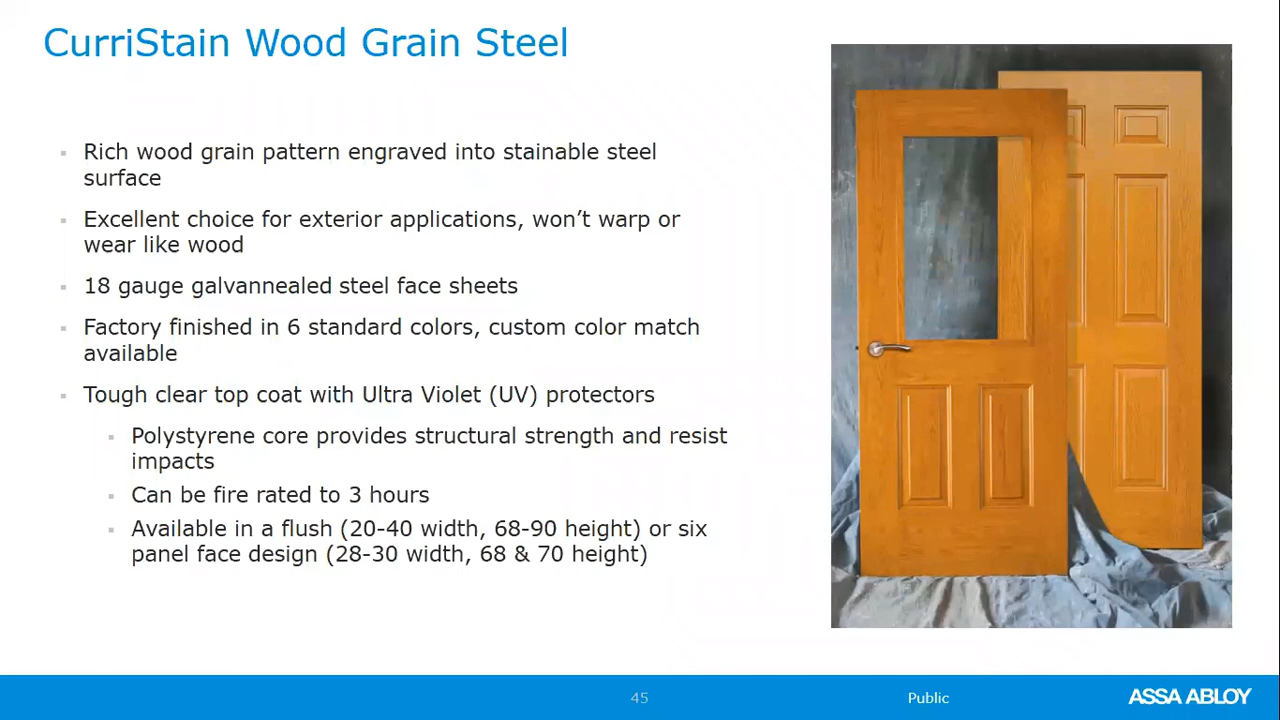 CurriStain Wood Grain Steel
Rich wood grain pattern engraved into stainable steel
surface
Excellent choice for exterior applications, won’t warp or
wear like wood
18 gauge galvannealed steel face sheets
Factory finished in 6 standard colors, custom color match
available
Tough clear top coat with Ultra Violet (UV) protectors
Polystyrene core provides structural strength and resist
impacts
Can be fire rated to 3 hours
Available in a flush (20-40 width, 68-90 height) or six
panel face design (28-30 width, 68 & 70 height)
45
Public
ASSA ABLOY